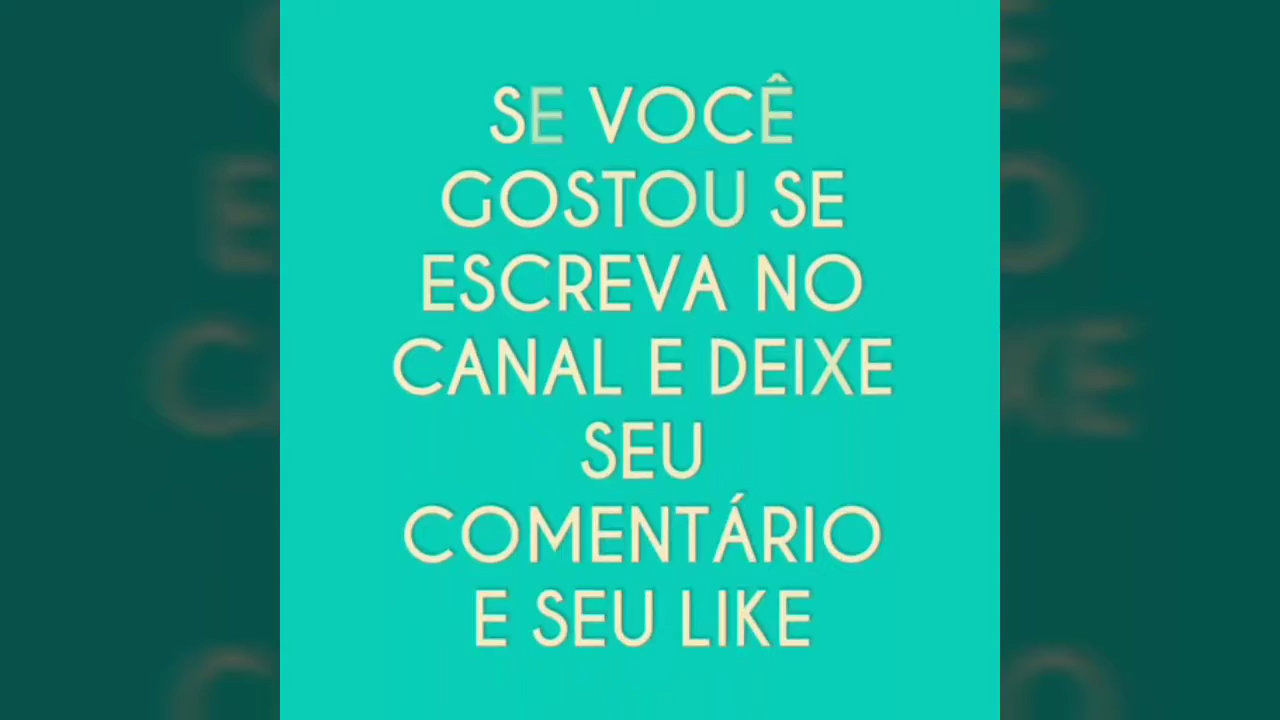 SE VOCÊ
GOSTOU SE
ESCREVA NO
CANAL E DEIXE
SEU
COMENTÁRIO
E SEU LIKE